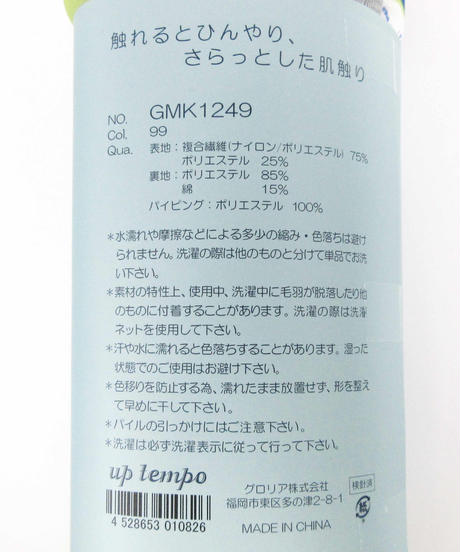 触れるとひんやり、
さらっとした肌触り
NO. GMK1249
Col. 99
Qua. 表地：複合繊維(ナイロン/ポリエステル) 75%
ポリエステル 25%
裏地：ポリエステル 85%
綿 15%
パイピング：ポリエステル 100%
*水濡れや摩擦などによる多少の縮み・色落ちは避け
られません。洗濯の際は他のものと分けて単品でお洗
い下さい。
*素材の特性上、使用中、洗濯中に毛羽が脱落したり他
のものに付着することがあります。洗濯の際は洗濯
ネットを使用して下さい。
*汗や水に濡れると色落ちすることがあります。湿った
状態でのご使用はお避け下さい。
*色移りを防止する為、濡れたまま放置せず、形を整え
て早めに干して下さい。
*パイルの引っかけにはご注意下さい。
*洗濯は必ず洗濯表示に従って行って下さい。
up tempo
グロリア株式会社
福岡市東区多の津2-8-1
検針済
紙
4 528653 010826
MADE IN CHINA